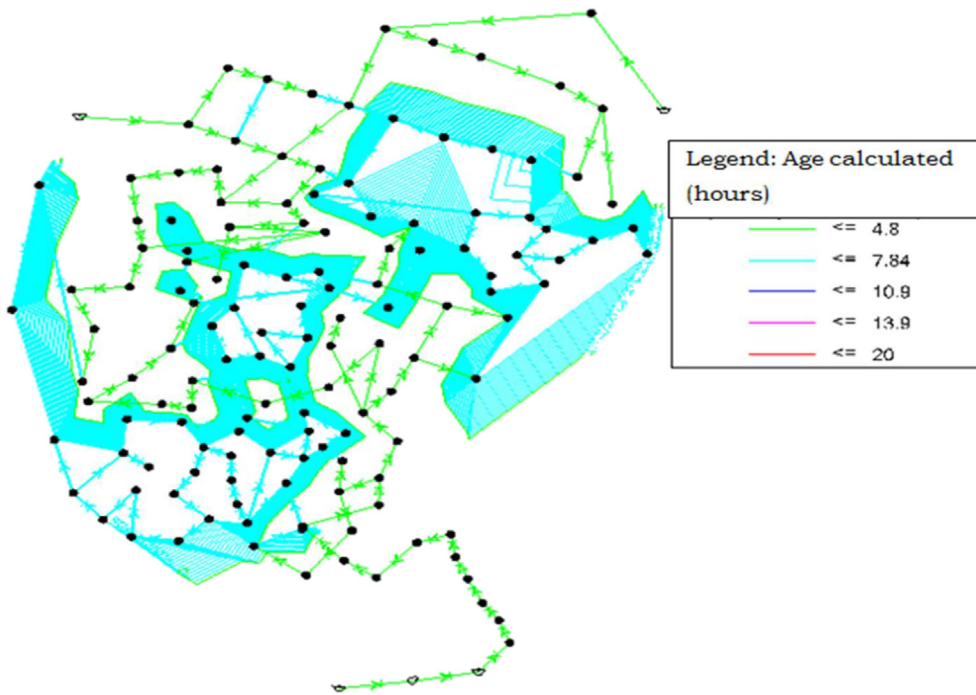 Legend: Age calculated
(hours)
<= 4.8
<= 7.84
<= 10.9
<= 13.9
<= 20